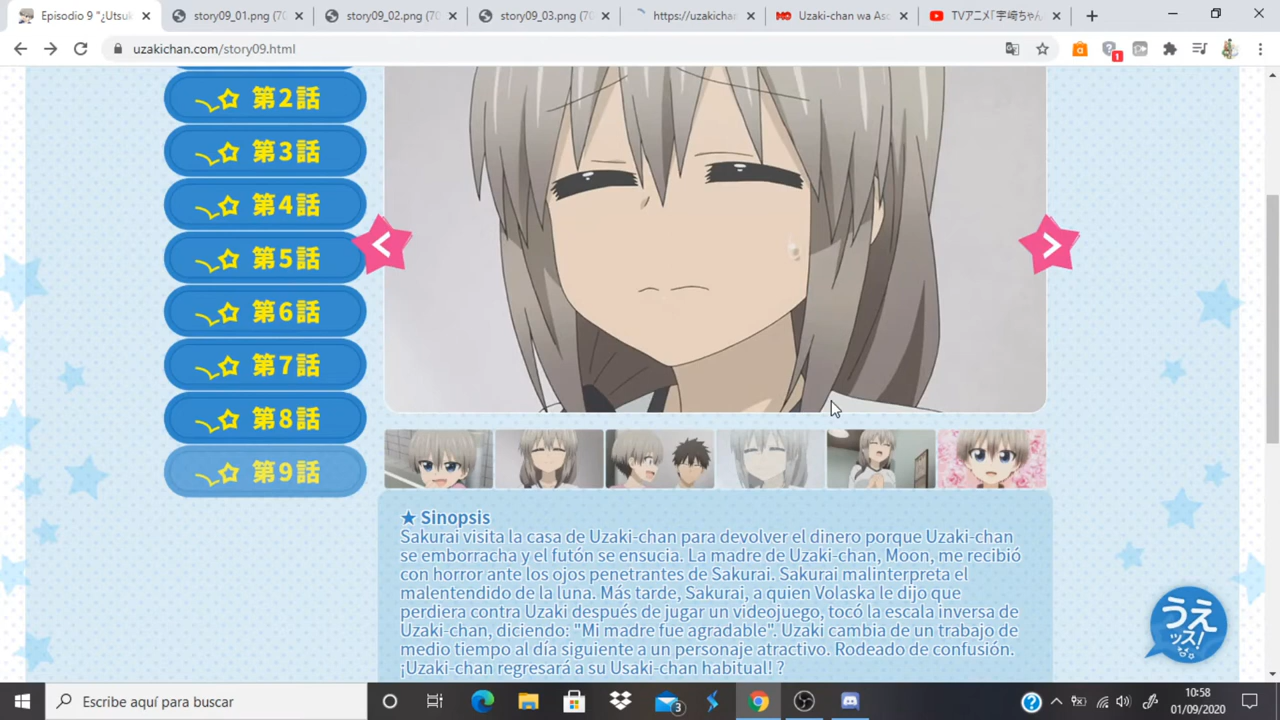 Episodio 9 "¿Utsuk
story09_01.png (70
story09_02.png (70
story09_03.png (70
https://uzakichan
Uzaki-chan wa Aso
TVアニメ「宇崎ちゃん
uzakichan.com/story09.html
1
第2話
第3話
第4話
第5話
第6話
第7話
第8話
第9話
★ Sinopsis
Sakurai visita la casa de Uzaki-chan para devolver el dinero porque Uzaki-chan
se emborracha y el futón se ensucia. La madre de Uzaki-chan, Moon, me recibió
con horror ante los ojos penetrantes de Sakurai. Sakurai malinterpreta el
malentendido de la luna. Más tarde, Sakurai, a quien Volaska le dijo que
perdiera contra Uzaki después de jugar un videojuego, tocó la escala inversa de
Uzaki-chan, diciendo: "Mi madre fue agradable". Uzaki cambia de un trabajo de
medio tiempo al día siguiente a un personaje atractivo. Rodeado de confusión.
¡Uzaki-chan regresará a su Usaki-chan habitual! ?
うえ
ッス!
Escribe aquí para buscar
3
10:58
01/09/2020